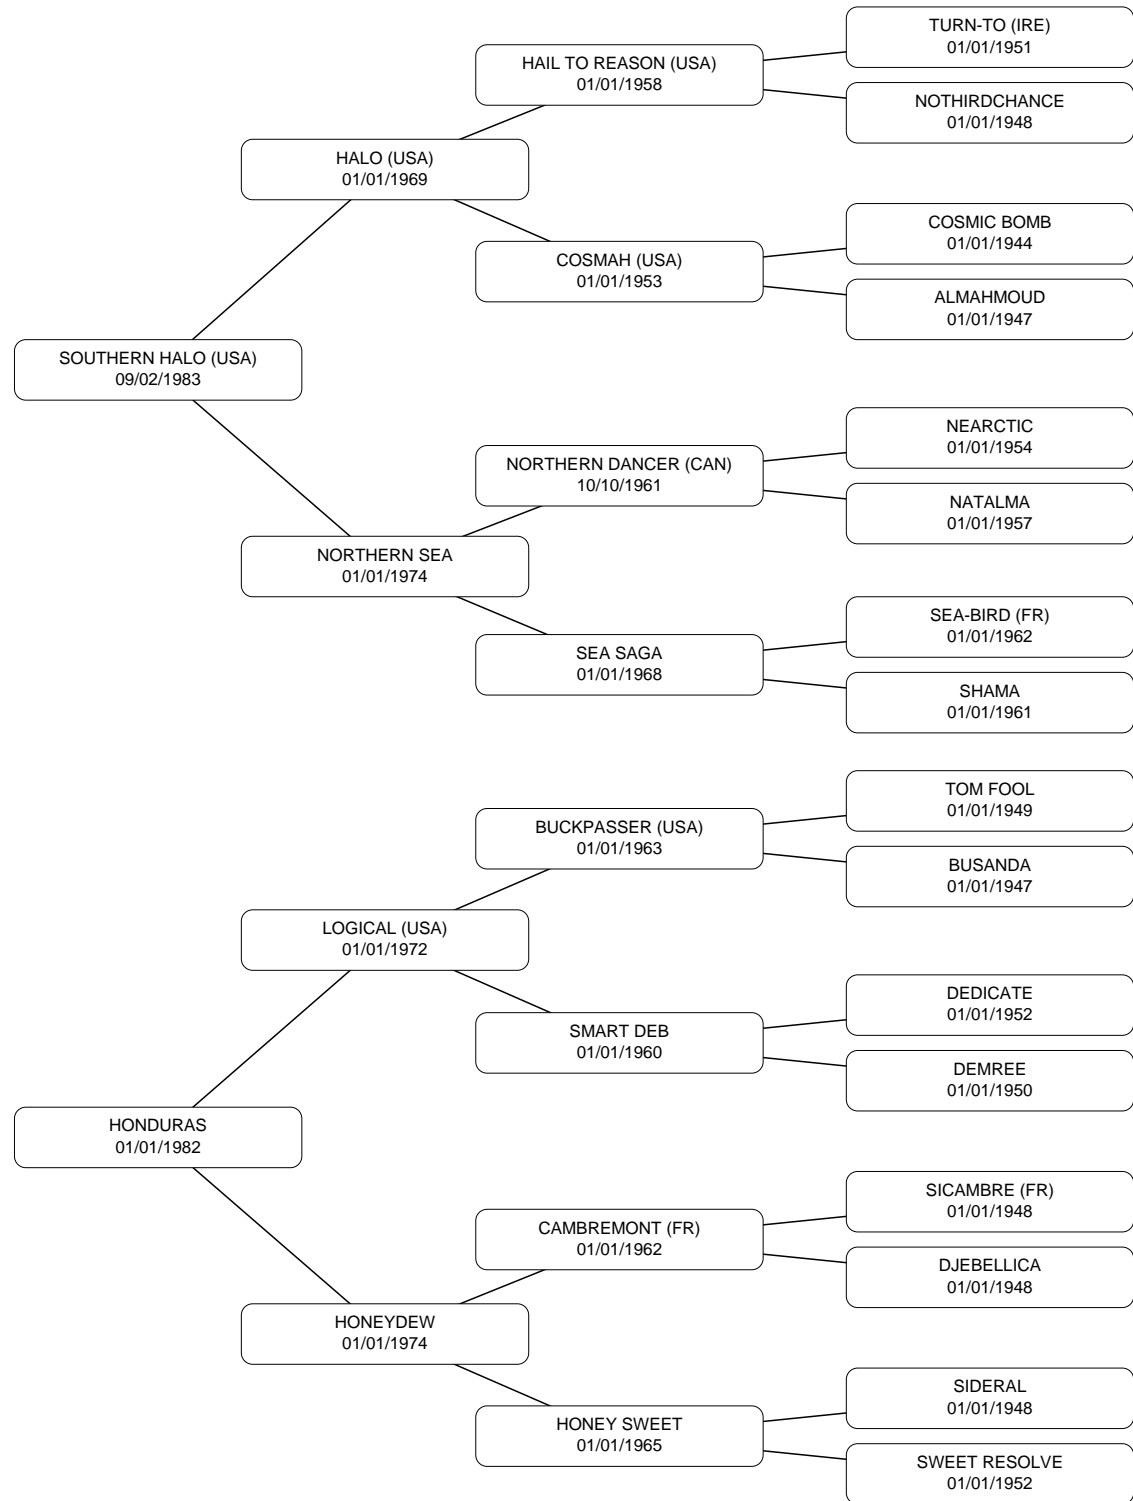 TURN-TO (IRE)
01/01/1951
HAIL TO REASON (USA)
01/01/1958
NOTHIRDCHANCE
01/01/1948
HALO (USA)
01/01/1969
COSMIC BOMB
01/01/1944
COSMAH (USA)
01/01/1953
ALMAHMOUD
01/01/1947
SOUTHERN HALO (USA)
09/02/1983
NEARCTIC
01/01/1954
NORTHERN DANCER (CAN)
10/10/1961
NATALMA
01/01/1957
NORTHERN SEA
01/01/1974
SEA-BIRD (FR)
01/01/1962
SEA SAGA
01/01/1968
SHAMA
01/01/1961
TOM FOOL
01/01/1949
BUCKPASSER (USA)
01/01/1963
BUSANDA
01/01/1947
LOGICAL (USA)
01/01/1972
DEDICATE
01/01/1952
SMART DEB
01/01/1960
DEMREE
01/01/1950
HONDURAS
01/01/1982
SICAMBRE (FR)
01/01/1948
CAMBREMONT (FR)
01/01/1962
DJEBELLICA
01/01/1948
HONEYDEW
01/01/1974
SIDERAL
01/01/1948
HONEY SWEET
01/01/1965
SWEET RESOLVE
01/01/1952